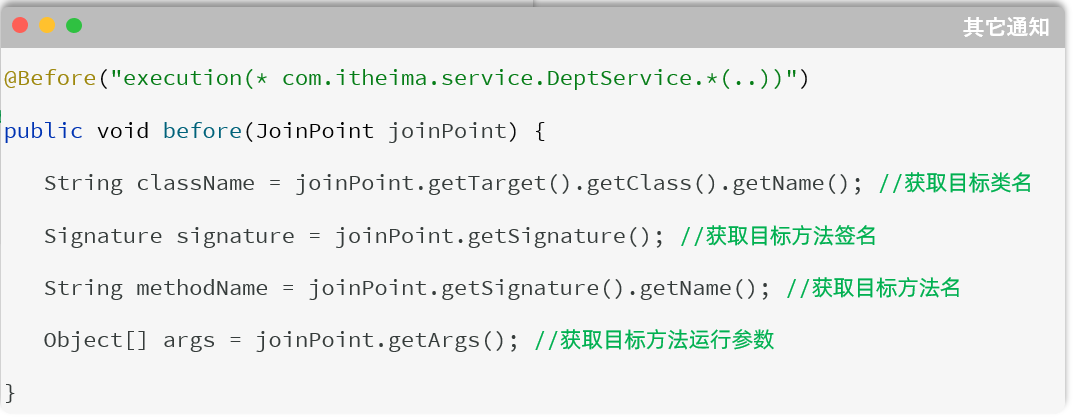 其它通知
@Before("execution(* com.itheima.service.DeptService.*(..))")
public void before(JoinPoint joinPoint) {
String className = joinPoint.getTarget().getClass().getName(); //获取目标类名
Signature signature = joinPoint.getSignature(); //获取目标方法签名
String methodName = joinPoint.getSignature().getName(); //获取目标方法名
Object[] args = joinPoint.getArgs(); //获取目标方法运行参数
}